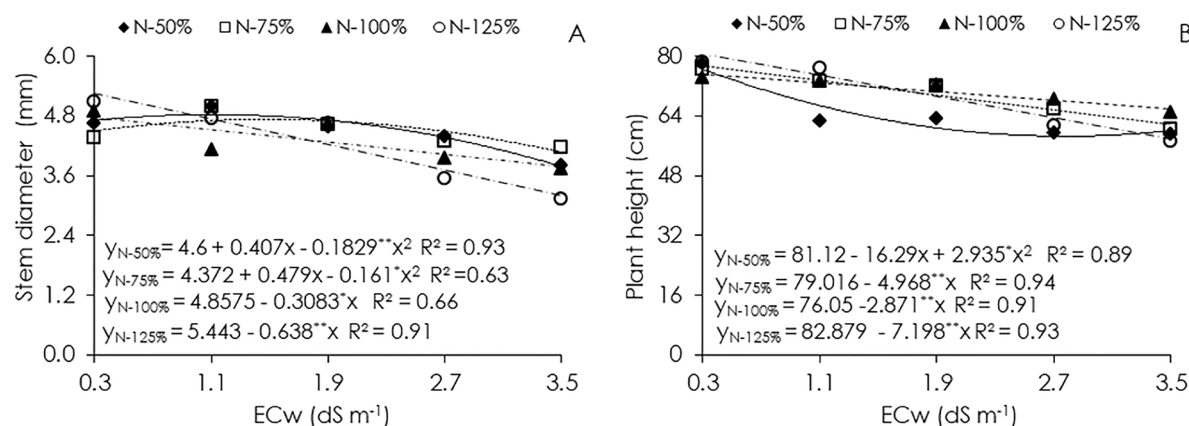 N-50% N-75% N-100% N-125% A
Stem diameter (mm)
6.0
4.8
3.6
2.4
1.2
0.0
yN-50% = 4.6 + 0.407x - 0.1829**x² R² = 0.93
yN-75% = 4.372 + 0.479x - 0.161*x² R² =0.63
yN-100% = 4.8575 - 0.3083*x R² = 0.66
yN-125% = 5.443 - 0.638**x R² = 0.91
0.3 1.1 1.9 2.7 3.5
ECw (dS m⁻¹)
N-50% N-75% N-100% N-125% B
Plant height (cm)
80
64
48
32
16
0
yN-50% = 81.12 - 16.29x + 2.935*x² R² = 0.89
yN-75% = 79.016 - 4.968**x R² = 0.94
yN-100% = 76.05 -2.871**x R² = 0.91
yN-125% = 82.879 - 7.198**x R² = 0.93
0.3 1.1 1.9 2.7 3.5
ECw (dS m⁻¹)